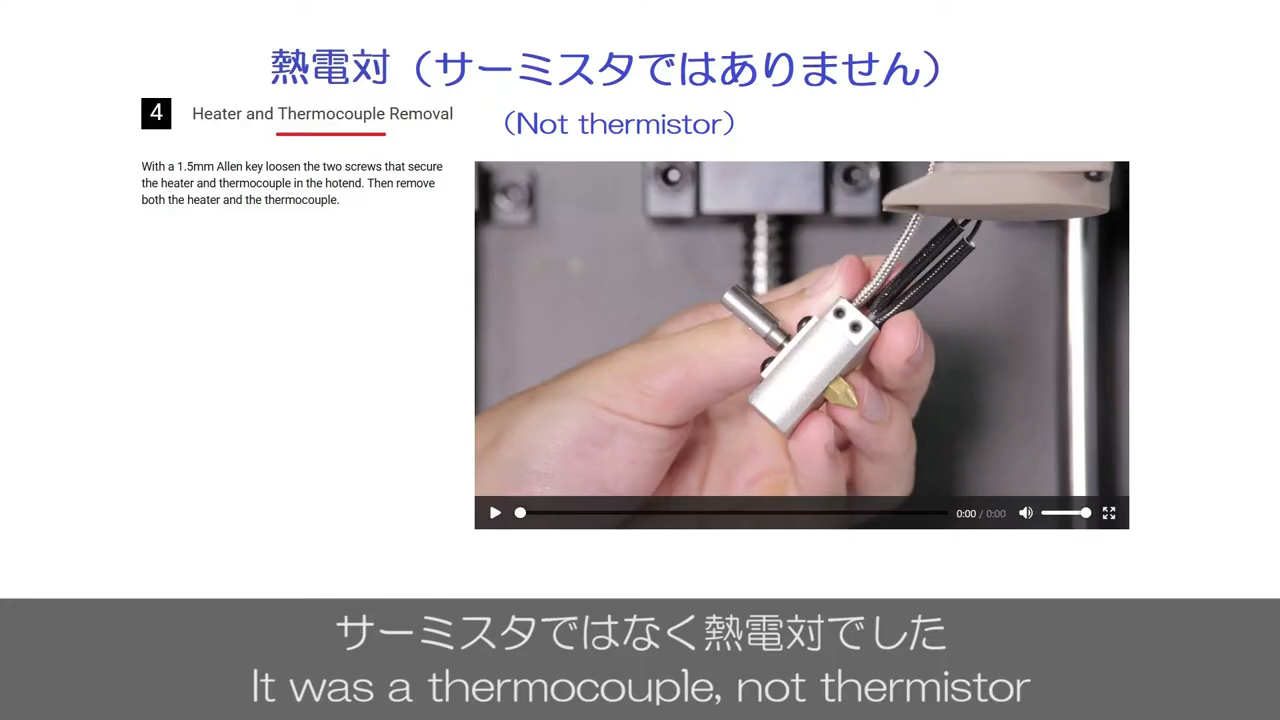 熱電対（サーミスタではありません）
4 Heater and Thermocouple Removal
（Not thermistor）
With a 1.5mm Allen key loosen the two screws that secure
the heater and thermocouple in the hotend. Then remove
both the heater and the thermocouple.
0:00 / 0:00
サーミスタではなく熱電対でした
It was a thermocouple, not thermistor